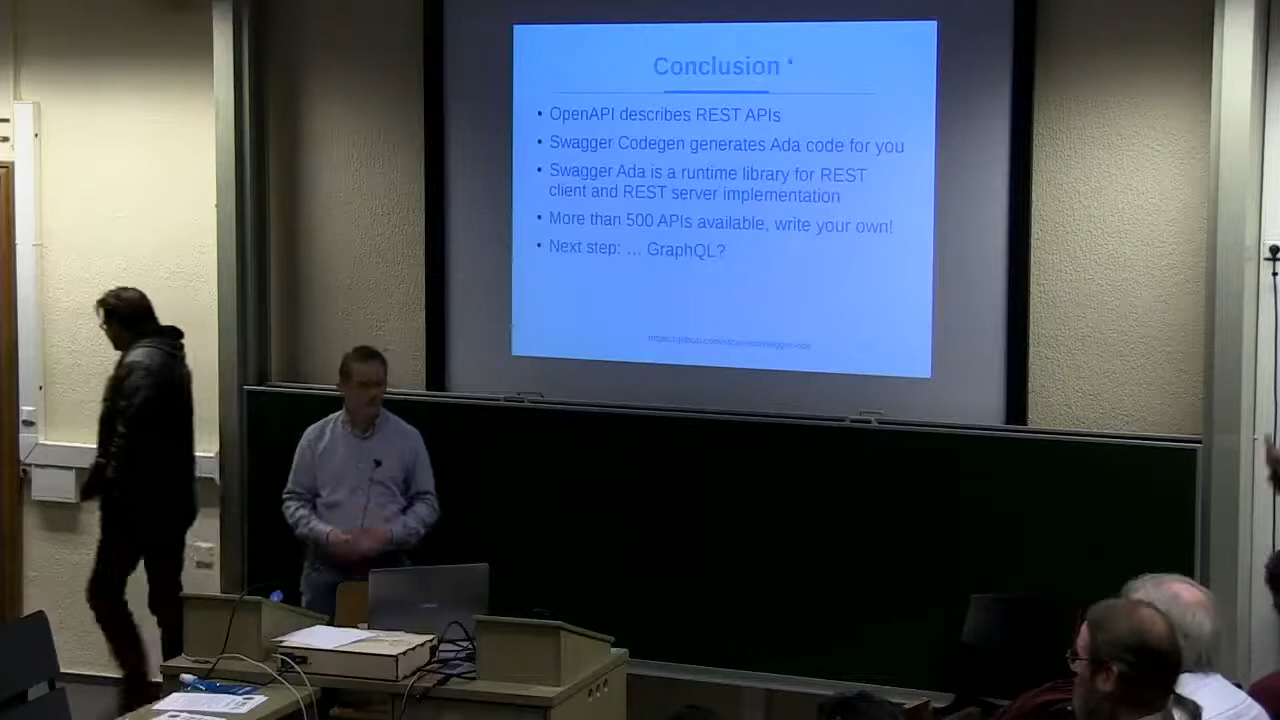 Conclusion
• OpenAPI describes REST APIs
• Swagger Codegen generates Ada code for you
• Swagger Ada is a runtime library for REST
client and REST server implementation
• More than 500 APIs available, write your own!
• Next step: … GraphQL?